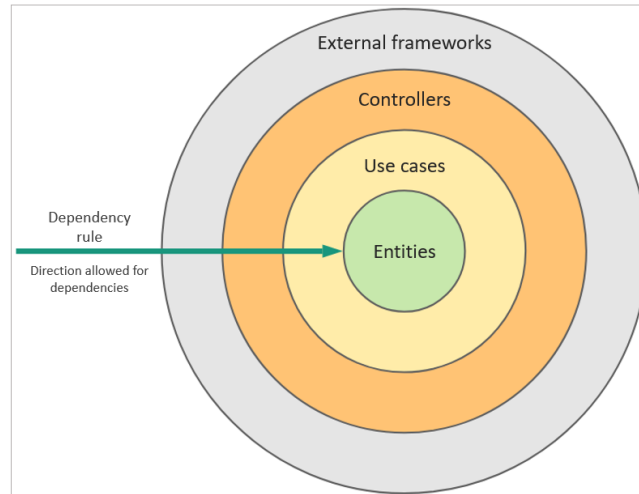 External frameworks
Controllers
Use cases
Entities
Dependency
rule
Direction allowed for
dependencies